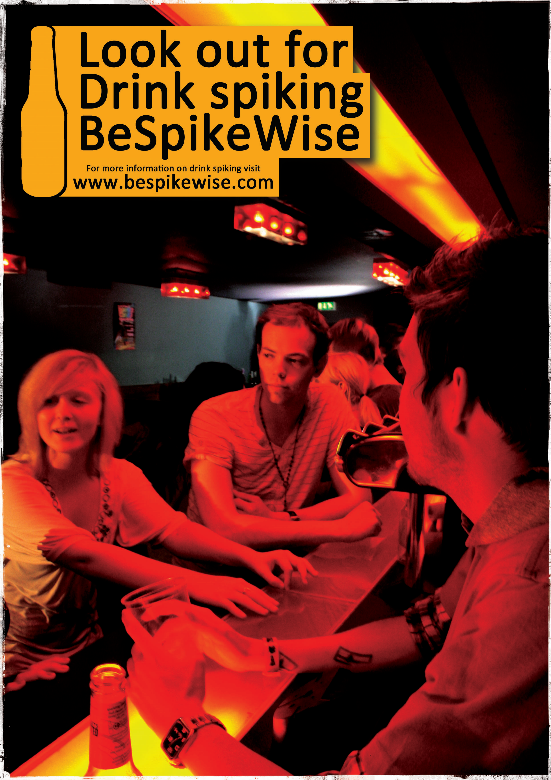 Look out for
Drink spiking
BeSpikeWise
For more information on drink spiking visit
www.bespikewise.com